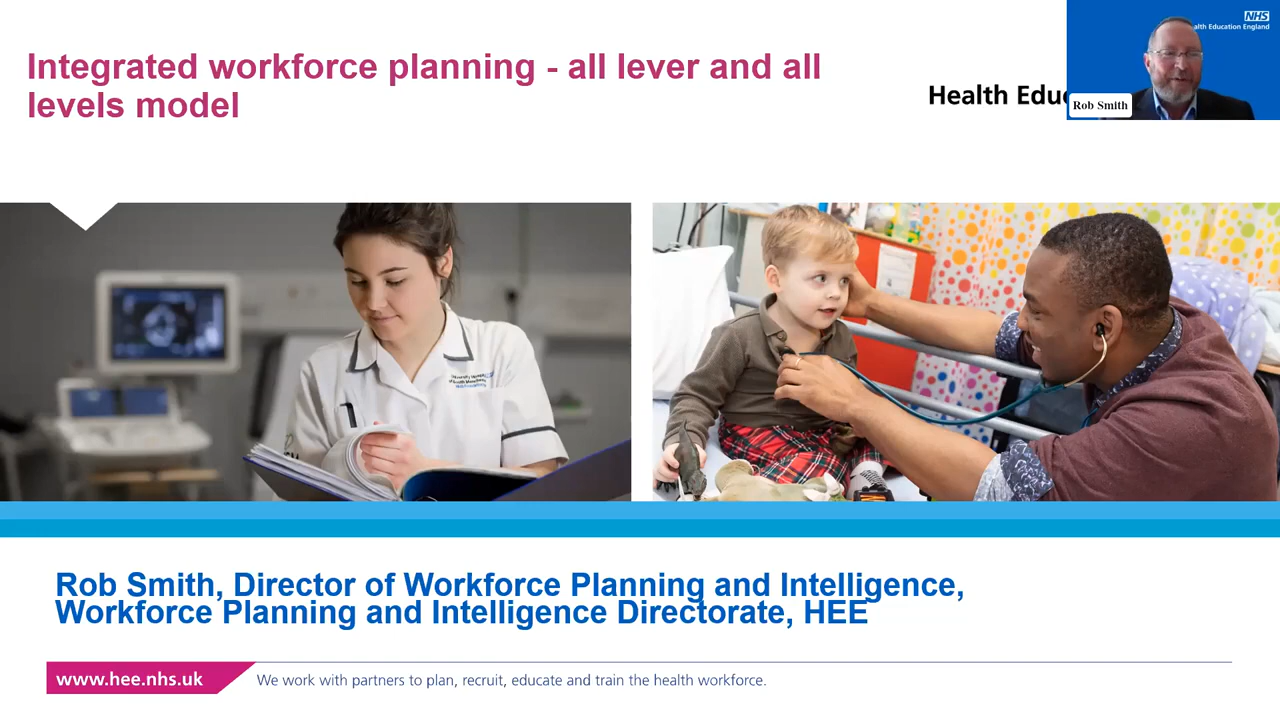 Integrated workforce planning - all lever and all
levels model
NHS
alth Education England
Health Educ
Rob Smith
Rob Smith, Director of Workforce Planning and Intelligence,
Workforce Planning and Intelligence Directorate, HEE
www.hee.nhs.uk
We work with partners to plan, recruit, educate and train the health workforce.